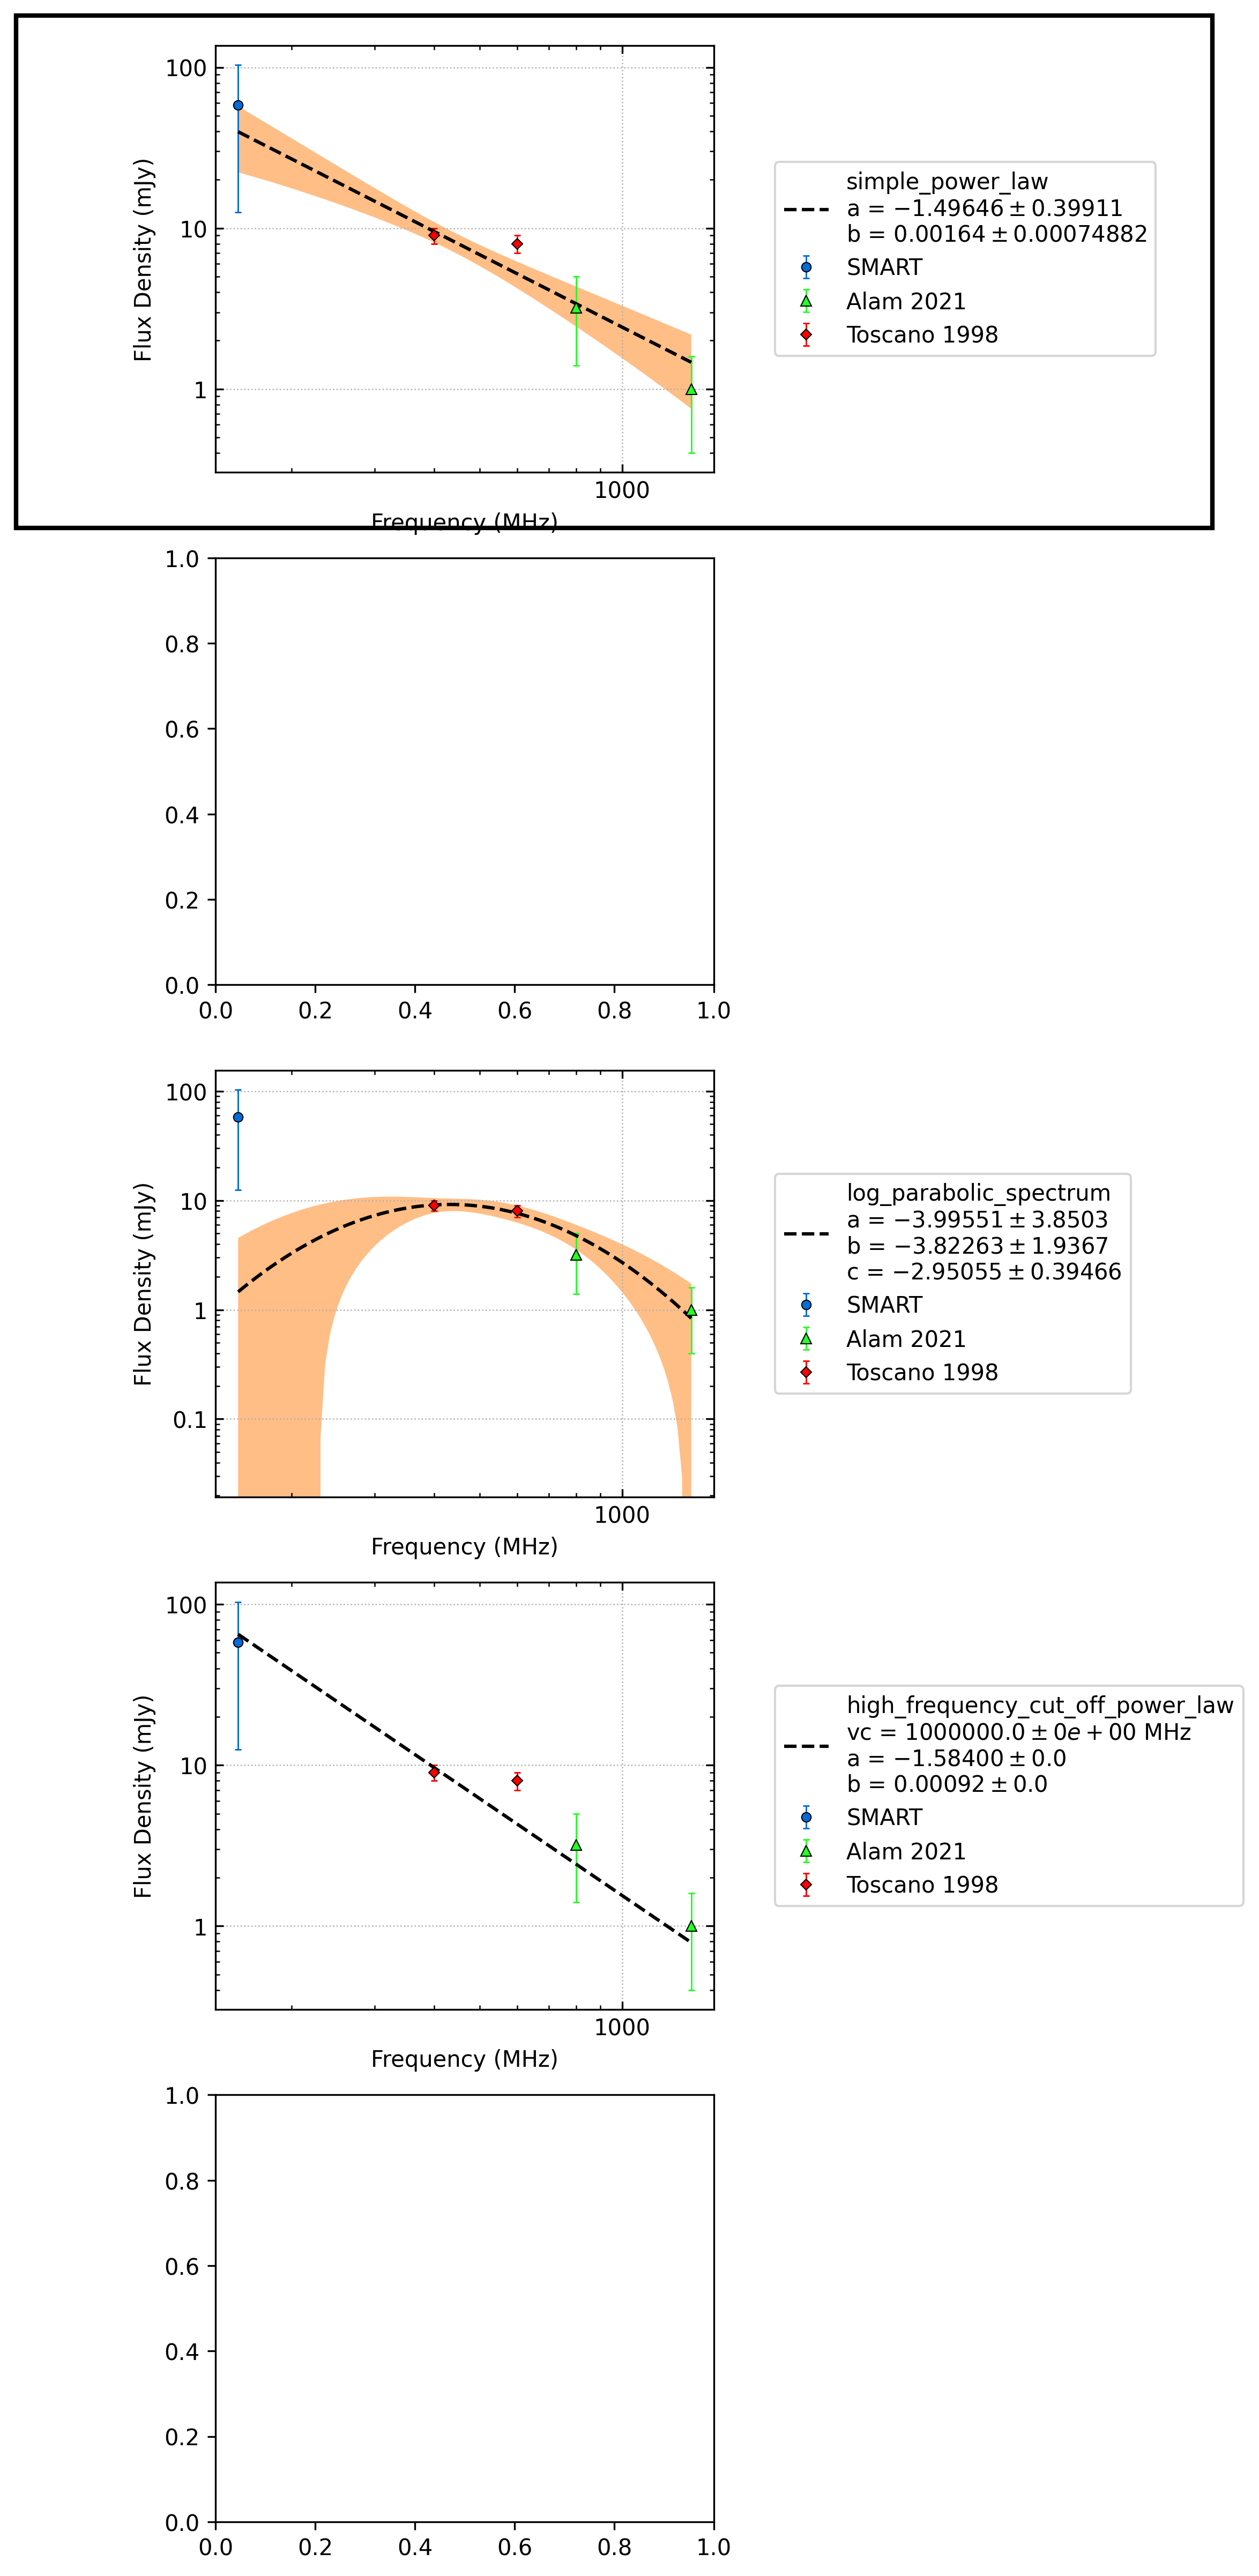 100
10
1
Flux Density (mJy)
1000
Frequency (MHz)
simple_power_law
a = −1.49646 ± 0.39911
b = 0.00164 ± 0.00074882
SMART
Alam 2021
Toscano 1998
1.0
0.8
0.6
0.4
0.2
0.0
0.0 0.2 0.4 0.6 0.8 1.0
100
10
1
0.1
Flux Density (mJy)
1000
Frequency (MHz)
log_parabolic_spectrum
a = −3.99551 ± 3.8503
b = −3.82263 ± 1.9367
c = −2.95055 ± 0.39466
SMART
Alam 2021
Toscano 1998
100
10
1
Flux Density (mJy)
1000
Frequency (MHz)
high_frequency_cut_off_power_law
vc = 1000000.0 ± 0e + 00 MHz
a = −1.58400 ± 0.0
b = 0.00092 ± 0.0
SMART
Alam 2021
Toscano 1998
1.0
0.8
0.6
0.4
0.2
0.0
0.0 0.2 0.4 0.6 0.8 1.0